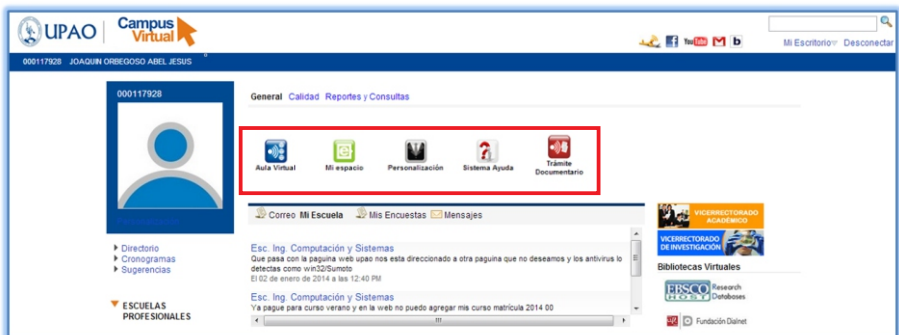 UPAO
Campus
Virtual
You Tube
b
Mi Escritorio
Desconectar
000117928 JOAQUIN ORBEGOSO ABEL JESUS
000117928
General Calidad Reportes y Consultas
Aula Virtual
Mi espacio
Personalización
Sistema Ayuda
Trámite
Documentario
Correo Mi Escuela
Mis Encuestas
Mensajes
VICERRECTORADO
ACADÉMICO
Directorio
Cronogramas
Sugerencias
Esc. Ing. Computación y Sistemas
Que pasa con la paguina web upao nos esta direccionado a otra paguina que no deseamos y los antivirus lo
detectas como win32/Sumoto
El 02 de enero de 2014 a las 12:40 PM
VICERRECTORADO
DE INVESTIGACIÓN
Bibliotecas Virtuales
EBSCO Research
HOST Databases
ESCUELAS
PROFESIONALES
Esc. Ing. Computación y Sistemas
Ya pague para curso verano y en la web no puedo agregar mis curso matrícula 2014 00
Fundación Dialnet